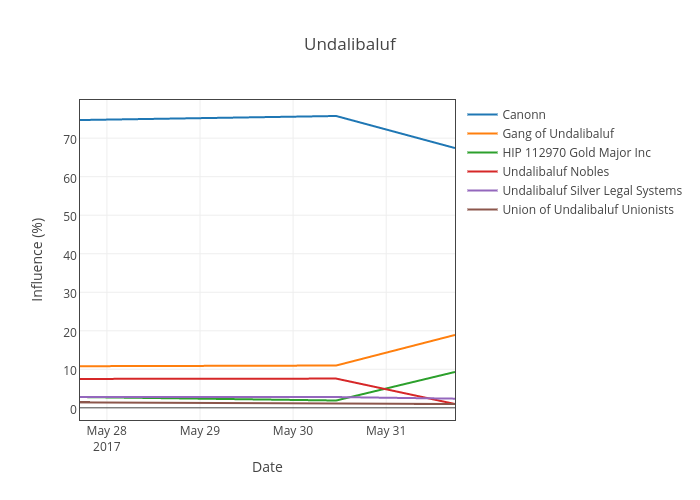 Undalibaluf
Influence (%)
70
60
50
40
30
20
10
0
May 28
2017
May 29
May 30
May 31
Date
Canonn
Gang of Undalibaluf
HIP 112970 Gold Major Inc
Undalibaluf Nobles
Undalibaluf Silver Legal Systems
Union of Undalibaluf Unionists